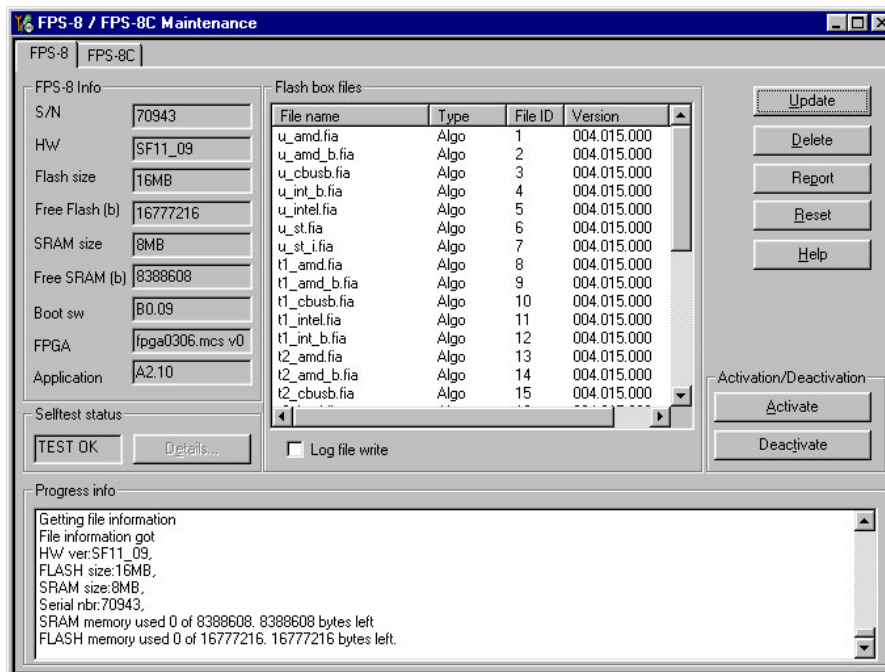 FPS-8 / FPS-8C Maintenance
FPS-8 FPS-8C
FPS-8 Info
S/N 70943
HW SF11_09
Flash size 16MB
Free Flash (b) 16777216
SRAM size 8MB
Free SRAM (b) 8388608
Boot sw B0.09
FPGA fpga0306.mcs v0
Application A2.10
Selftest status
TEST OK Details...
Flash box files
File name Type File ID Version
u_amd.fia Algo 1 004.015.000
u_amd_b.fia Algo 2 004.015.000
u_cbusb.fia Algo 3 004.015.000
u_int_b.fia Algo 4 004.015.000
u_intel.fia Algo 5 004.015.000
u_st.fia Algo 6 004.015.000
u_st_i.fia Algo 7 004.015.000
t1_amd.fia Algo 8 004.015.000
t1_amd_b.fia Algo 9 004.015.000
t1_cbusb.fia Algo 10 004.015.000
t1_intel.fia Algo 11 004.015.000
t1_int_b.fia Algo 12 004.015.000
t2_amd.fia Algo 13 004.015.000
t2_amd_b.fia Algo 14 004.015.000
t2_cbusb.fia Algo 15 004.015.000
Log file write
Update
Delete
Report
Reset
Help
Activation/Deactivation
Activate
Deactivate
Progress info
Getting file information
File information got
HW ver:SF11_09,
FLASH size:16MB,
SRAM size:8MB,
Serial nbr:70943,
SRAM memory used 0 of 8388608. 8388608 bytes left
FLASH memory used 0 of 16777216. 16777216 bytes left.